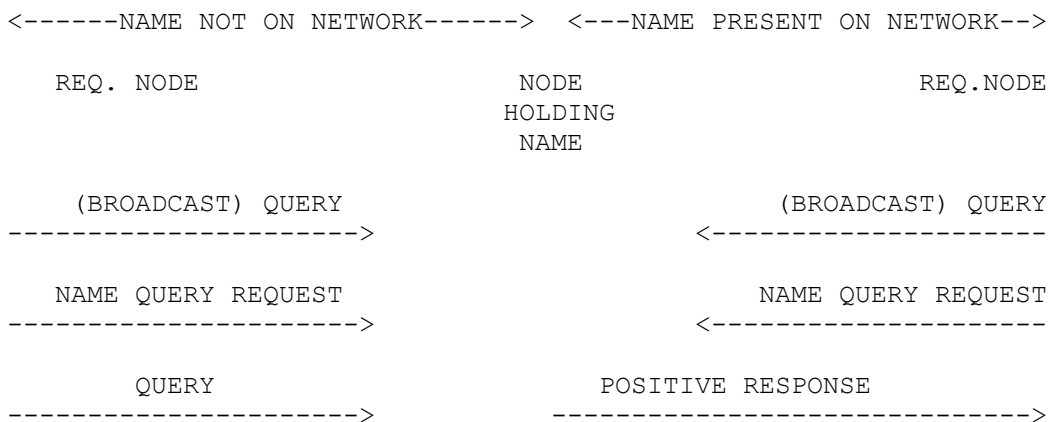 <------NAME NOT ON NETWORK------> <---NAME PRESENT ON NETWORK-->
REQ. NODE NODE REQ.NODE
HOLDING
NAME
(BROADCAST) QUERY (BROADCAST) QUERY
----------------------> <---------------------
NAME QUERY REQUEST NAME QUERY REQUEST
----------------------> <---------------------
QUERY POSITIVE RESPONSE
----------------------> ------------------------------>